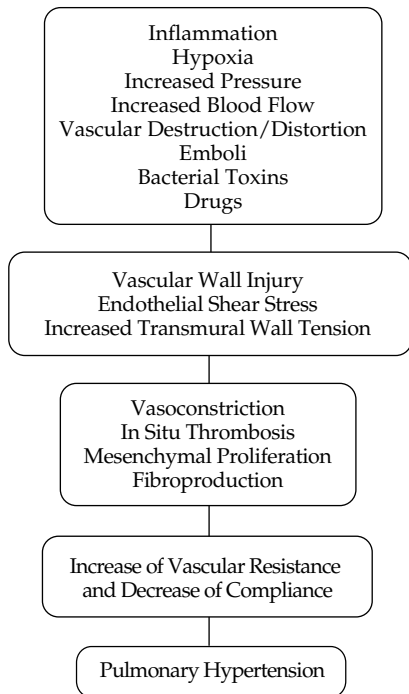 Inflammation
Hypoxia
Increased Pressure
Increased Blood Flow
Vascular Destruction/Distortion
Emboli
Bacterial Toxins
Drugs
Vascular Wall Injury
Endothelial Shear Stress
Increased Transmural Wall Tension
Vasoconstriction
In Situ Thrombosis
Mesenchymal Proliferation
Fibroproduction
Increase of Vascular Resistance
and Decrease of Compliance
Pulmonary Hypertension